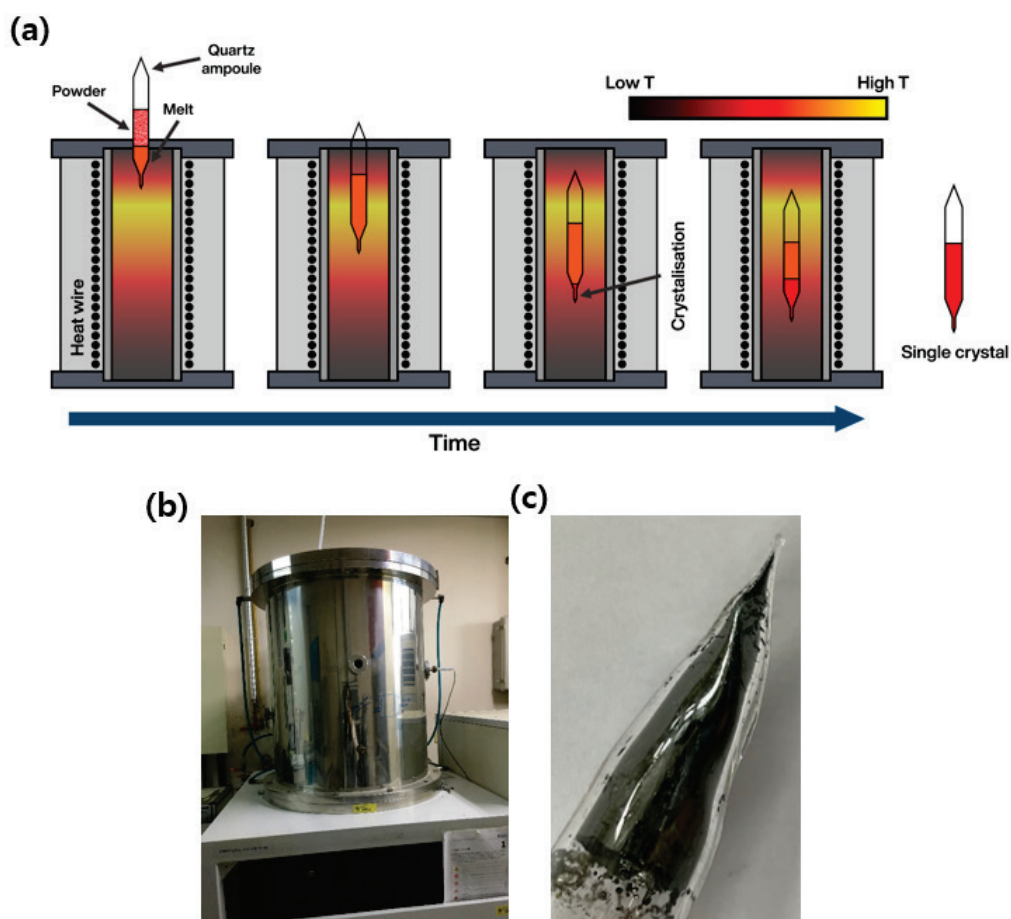 (a)
Quartz
ampoule
Powder
Melt
Low T
High T
Heat wire
Crystalisation
Single crystal
Time
(b)
(c)